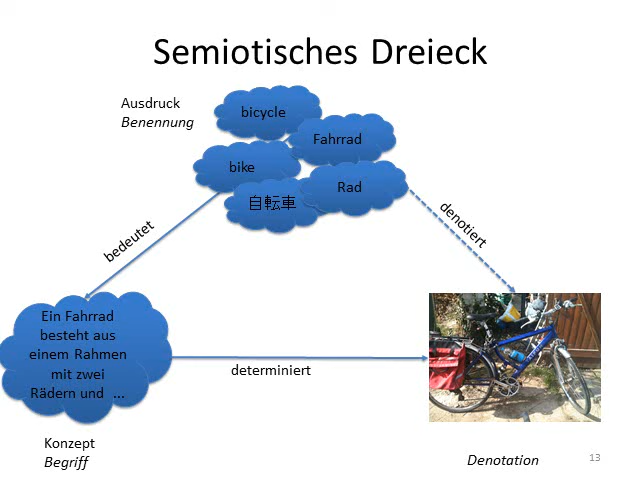 Semiotisches Dreieck
Ausdruck
Benennung
bicycle
Fahrrad
bike
Rad
自転車
bedeutet
denotiert
Ein Fahrrad
besteht aus
einem Rahmen
mit zwei
Rädern und ...
determiniert
Konzept
Begriff
Denotation
13